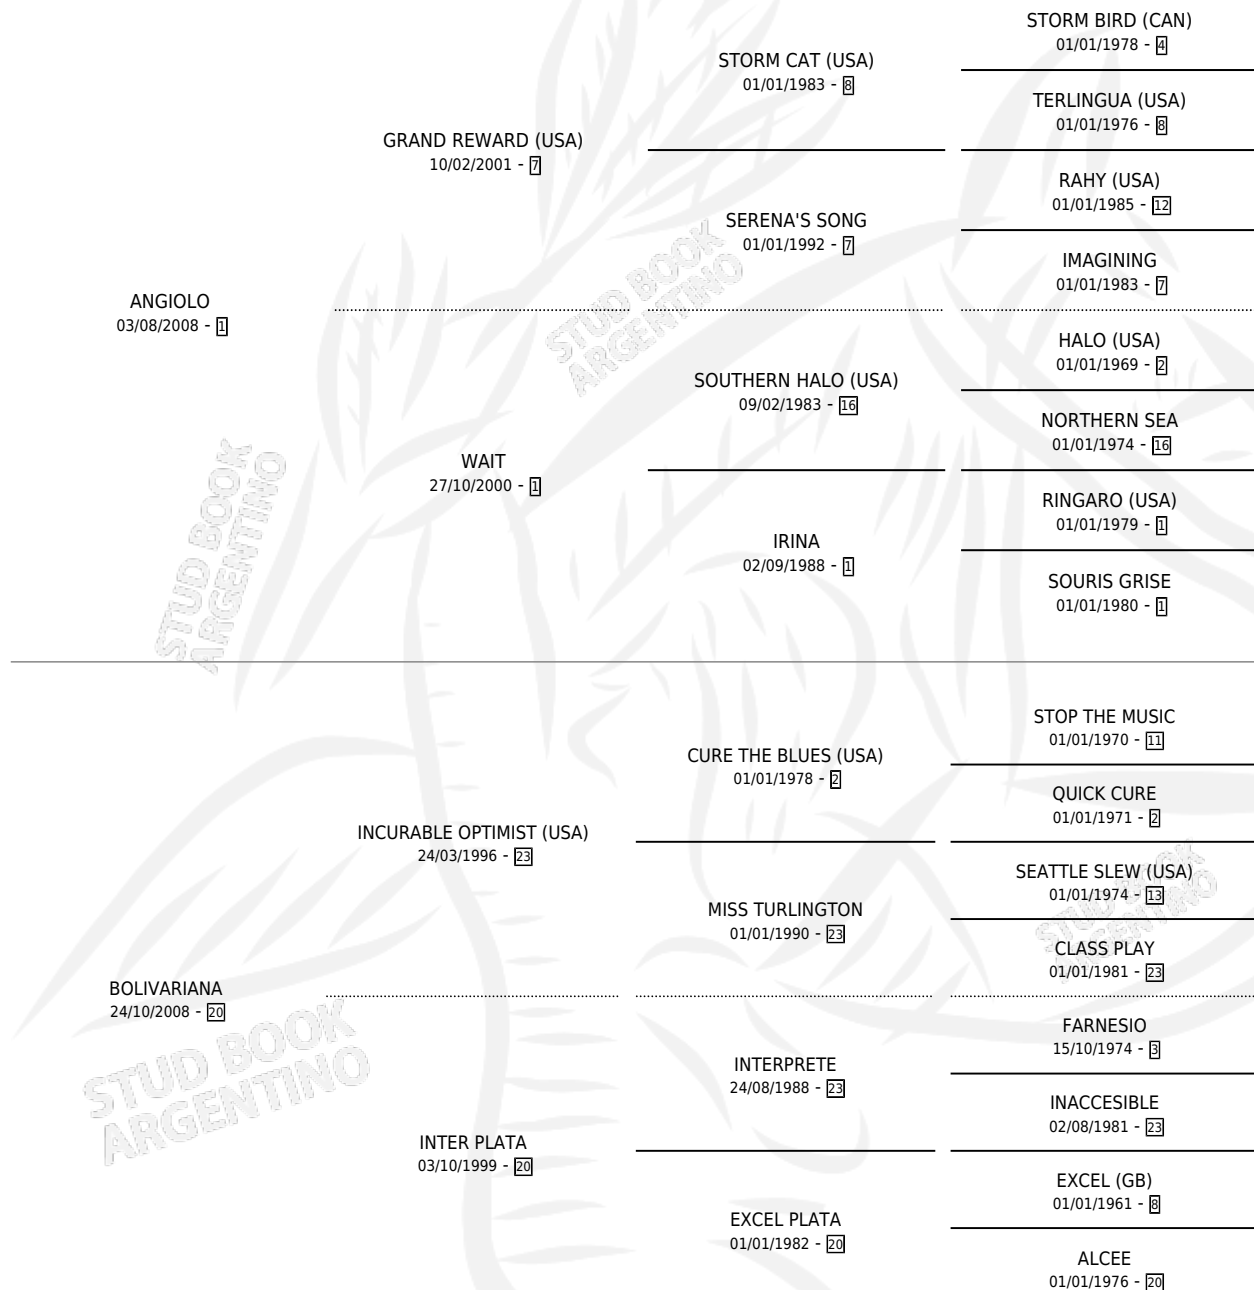 STORM BIRD (CAN)
01/01/1978 - 4
STORM CAT (USA)
01/01/1983 - 8
TERLINGUA (USA)
01/01/1976 - 8
GRAND REWARD (USA)
10/02/2001 - 7
RAHY (USA)
01/01/1985 - 12
SERENA'S SONG
01/01/1992 - 7
IMAGINING
01/01/1983 - 7
ANGIOLO
03/08/2008 - 1
HALO (USA)
01/01/1969 - 2
SOUTHERN HALO (USA)
09/02/1983 - 16
NORTHERN SEA
01/01/1974 - 16
WAIT
27/10/2000 - 1
RINGARO (USA)
01/01/1979 - 1
IRINA
02/09/1988 - 1
SOURIS GRISE
01/01/1980 - 1
STUD BOOK
ARGENTINO
STUD BOOK
ARGENTINO
STOP THE MUSIC
01/01/1970 - 11
CURE THE BLUES (USA)
01/01/1978 - 2
QUICK CURE
01/01/1971 - 2
INCURABLE OPTIMIST (USA)
24/03/1996 - 23
SEATTLE SLEW (USA)
01/01/1974 - 13
MISS TURLINGTON
01/01/1990 - 23
CLASS PLAY
01/01/1981 - 23
BOLIVARIANA
24/10/2008 - 20
FARNESIO
15/10/1974 - 3
INTERPRETE
24/08/1988 - 23
INACCESIBLE
02/08/1981 - 23
INTER PLATA
03/10/1999 - 20
EXCEL (GB)
01/01/1961 - 8
EXCEL PLATA
01/01/1982 - 20
ALCEE
01/01/1976 - 20
STUD BOOK
ARGENTINO
STUD BOOK
ARGENTINO